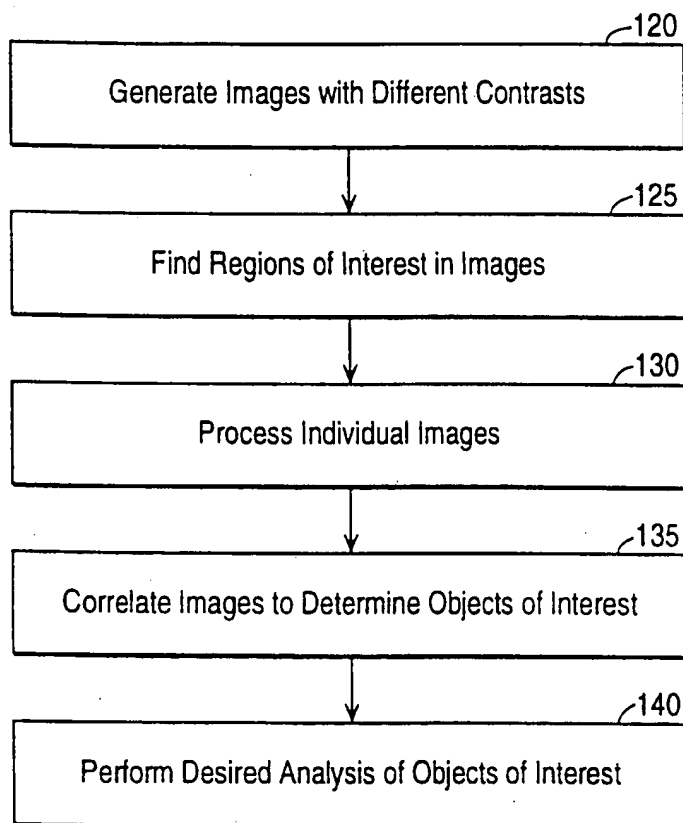 120
Generate Images with Different Contrasts
125
Find Regions of Interest in Images
130
Process Individual Images
135
Correlate Images to Determine Objects of Interest
140
Perform Desired Analysis of Objects of Interest